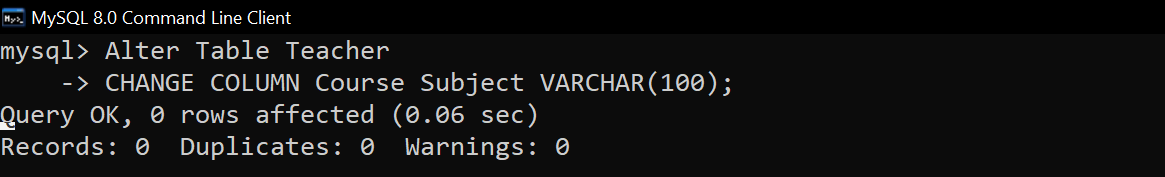 MySQL 8.0 Command Line Client
mysql> Alter Table Teacher
    -> CHANGE COLUMN Course Subject VARCHAR(100);
Query OK, 0 rows affected (0.06 sec)
Records: 0  Duplicates: 0  Warnings: 0